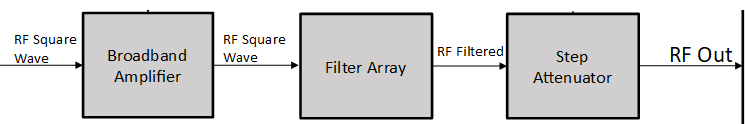 RF Square
Wave
Broadband
Amplifier
RF Square
Wave
Filter Array
RF Filtered
Step
Attenuator
RF Out